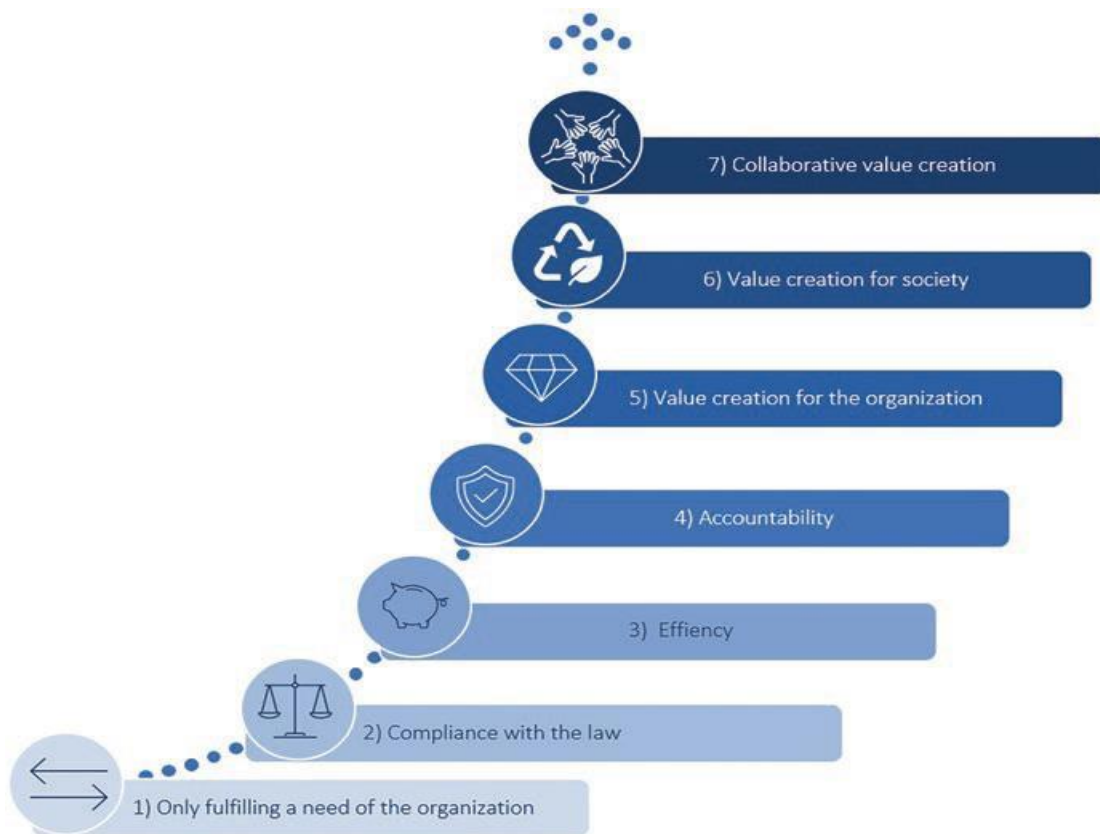 7) Collaborative value creation
6) Value creation for society
5) Value creation for the organization
4) Accountability
3) Effiency
2) Compliance with the law
1) Only fulfilling a need of the organization